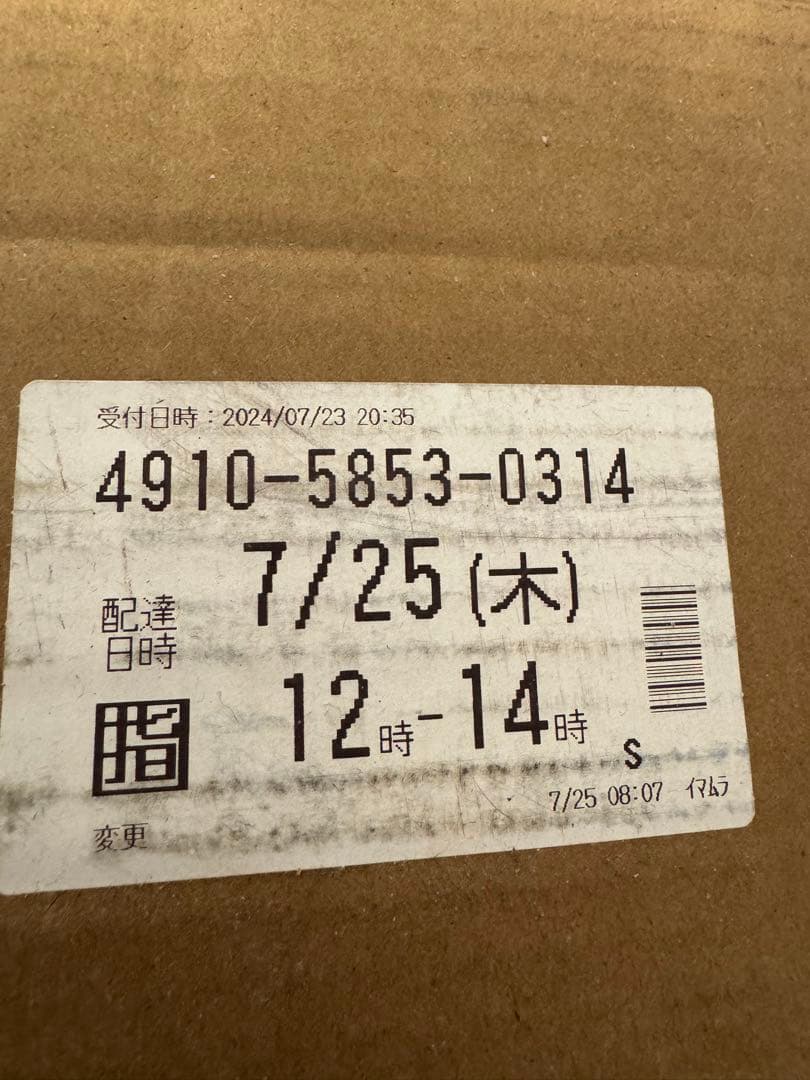 受付日時：2024/07/23 20:35
4910-5853-0314
配達
日時
7/25(木)
指
12時-14時
S
7/25 08:07 イマムラ
変更